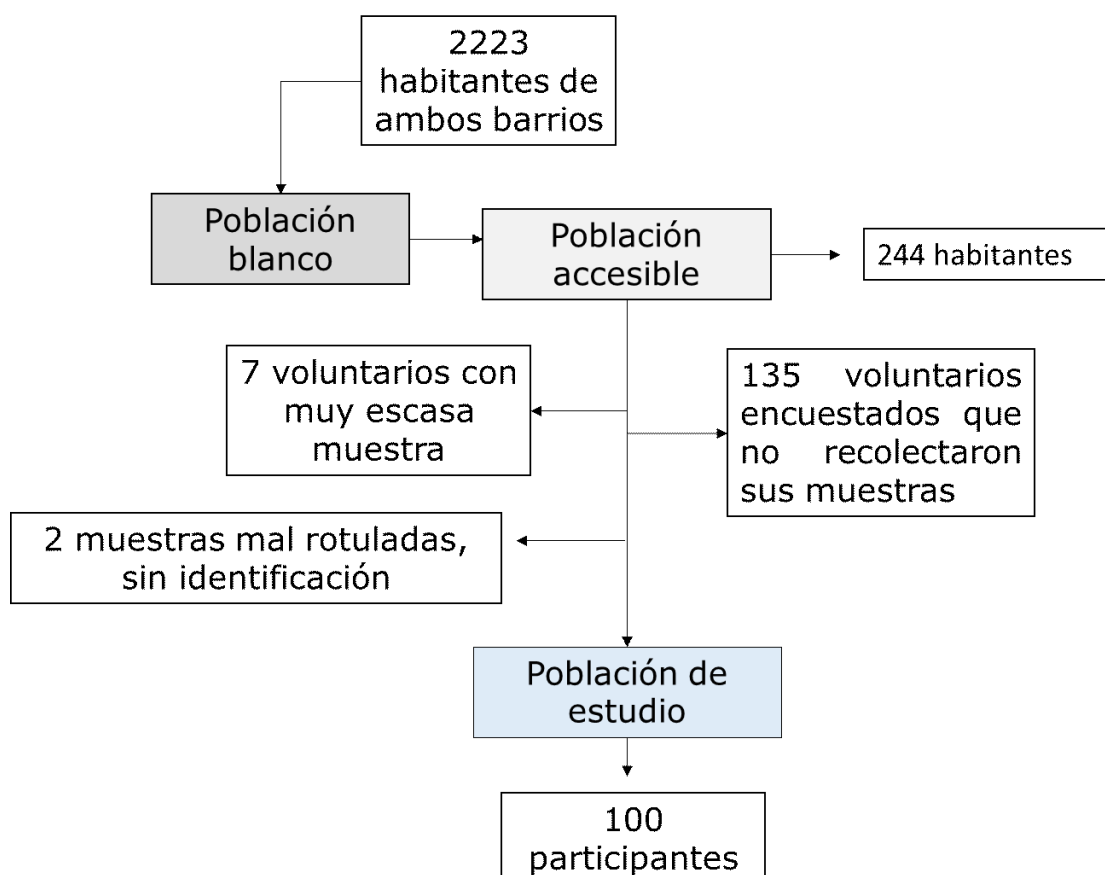 2223
habitantes de
ambos barrios
Población
blanco
Población
accesible
244 habitantes
7 voluntarios con
muy escasa
muestra
135 voluntarios
encuestados que
no recolectaron
sus muestras
2 muestras mal rotuladas,
sin identificación
Población de
estudio
100
participantes